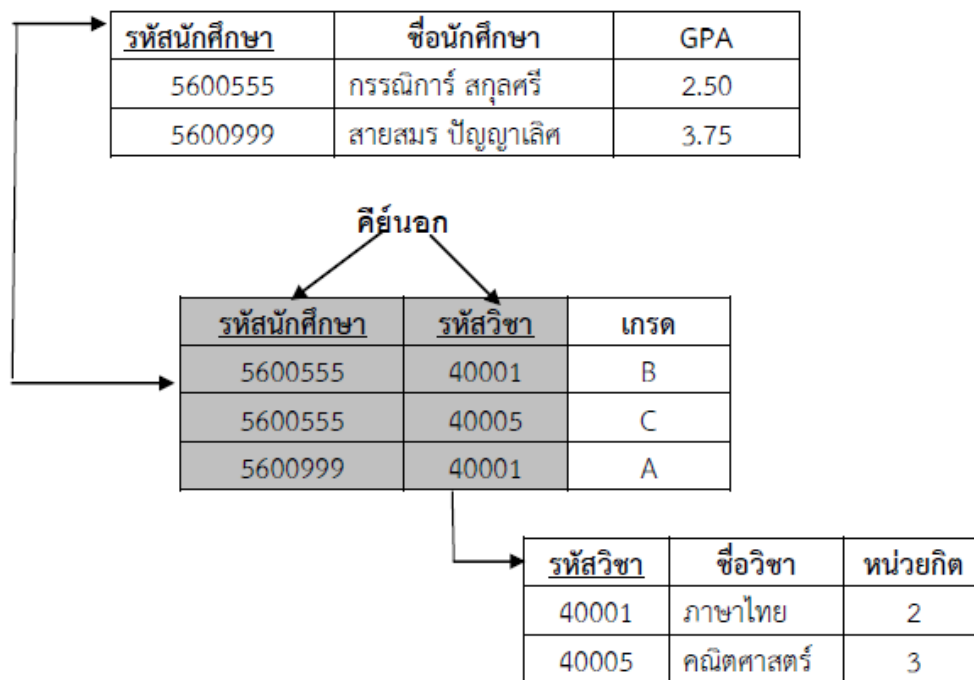 รหัสนักศึกษา ชื่อนักศึกษา GPA
5600555 กรรณิการ์ สกุลศรี 2.50
5600999 สายสมร ปัญญาเลิศ 3.75
คีย์นอก
รหัสนักศึกษา รหัสวิชา เกรด
5600555 40001 B
5600555 40005 C
5600999 40001 A
รหัสวิชา ชื่อวิชา หน่วยกิต
40001 ภาษาไทย 2
40005 คณิตศาสตร์ 3